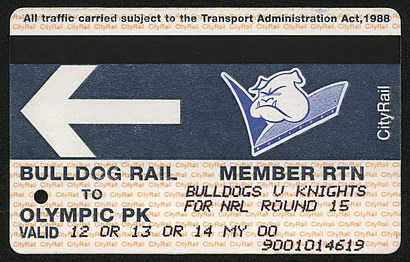 All traffic carried subject to the Transport Administration Act,1988
CityRail
BULLDOG RAIL MEMBER RTN
TO BULLDOGS V KNIGHTS
OLYMPIC PK FOR NRL ROUND 15
VALID 12 OR 13 OR 14 MY 00
9001014619